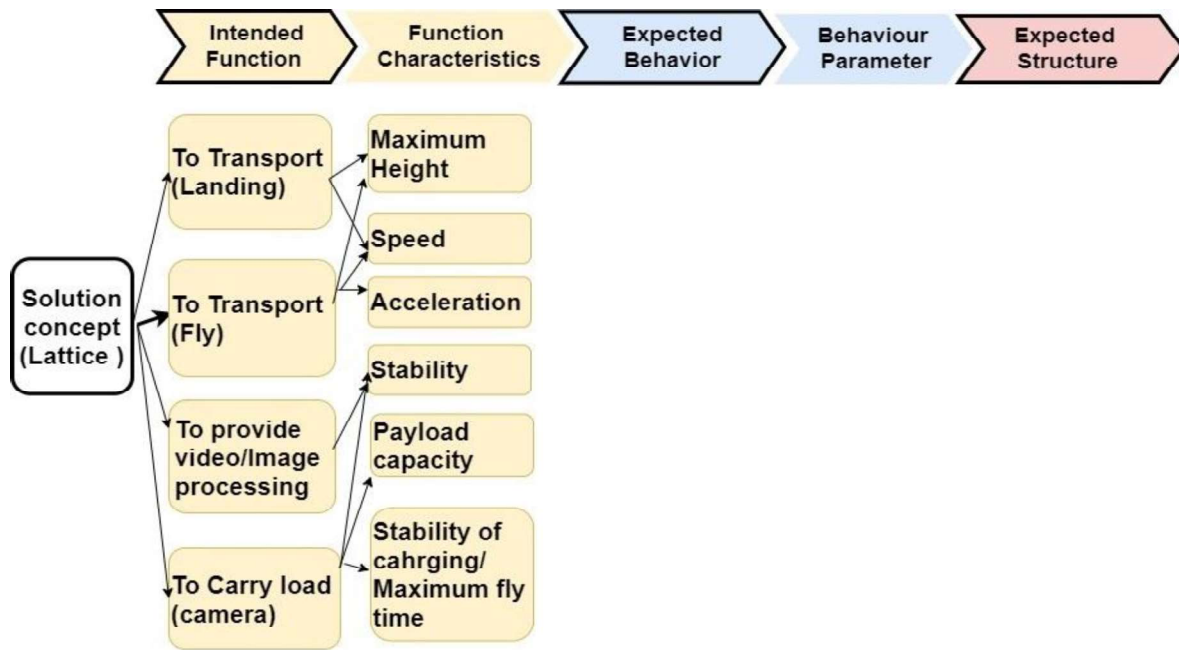 Intended
Function
Function
Characteristics
Expected
Behavior
Behaviour
Parameter
Expected
Structure
Solution
concept
(Lattice )
To Transport
(Landing)
To Transport
(Fly)
To provide
video/Image
processing
To Carry load
(camera)
Maximum
Height
Speed
Acceleration
Stability
Payload
capacity
Stability of
cahrging/
Maximum fly
time